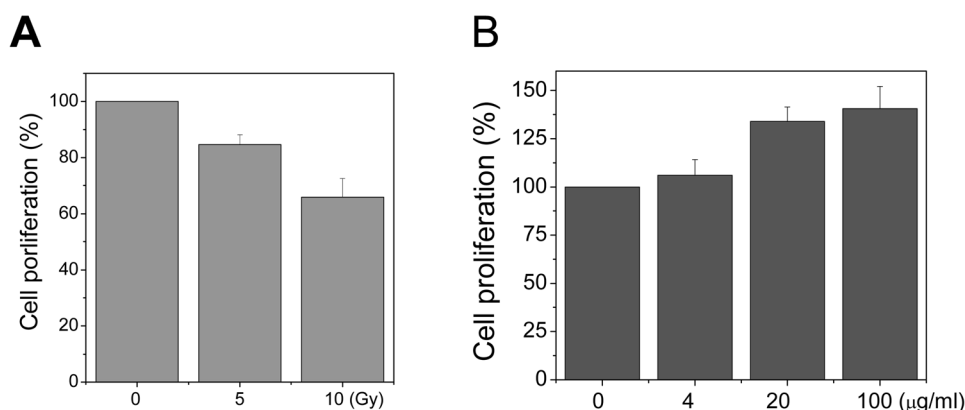 A
Cell porliferation (%)
100
80
60
40
20
0
0 5 10 (Gy)
B
Cell proliferation (%)
150
125
100
75
50
25
0
0 4 20 100 (μg/ml)